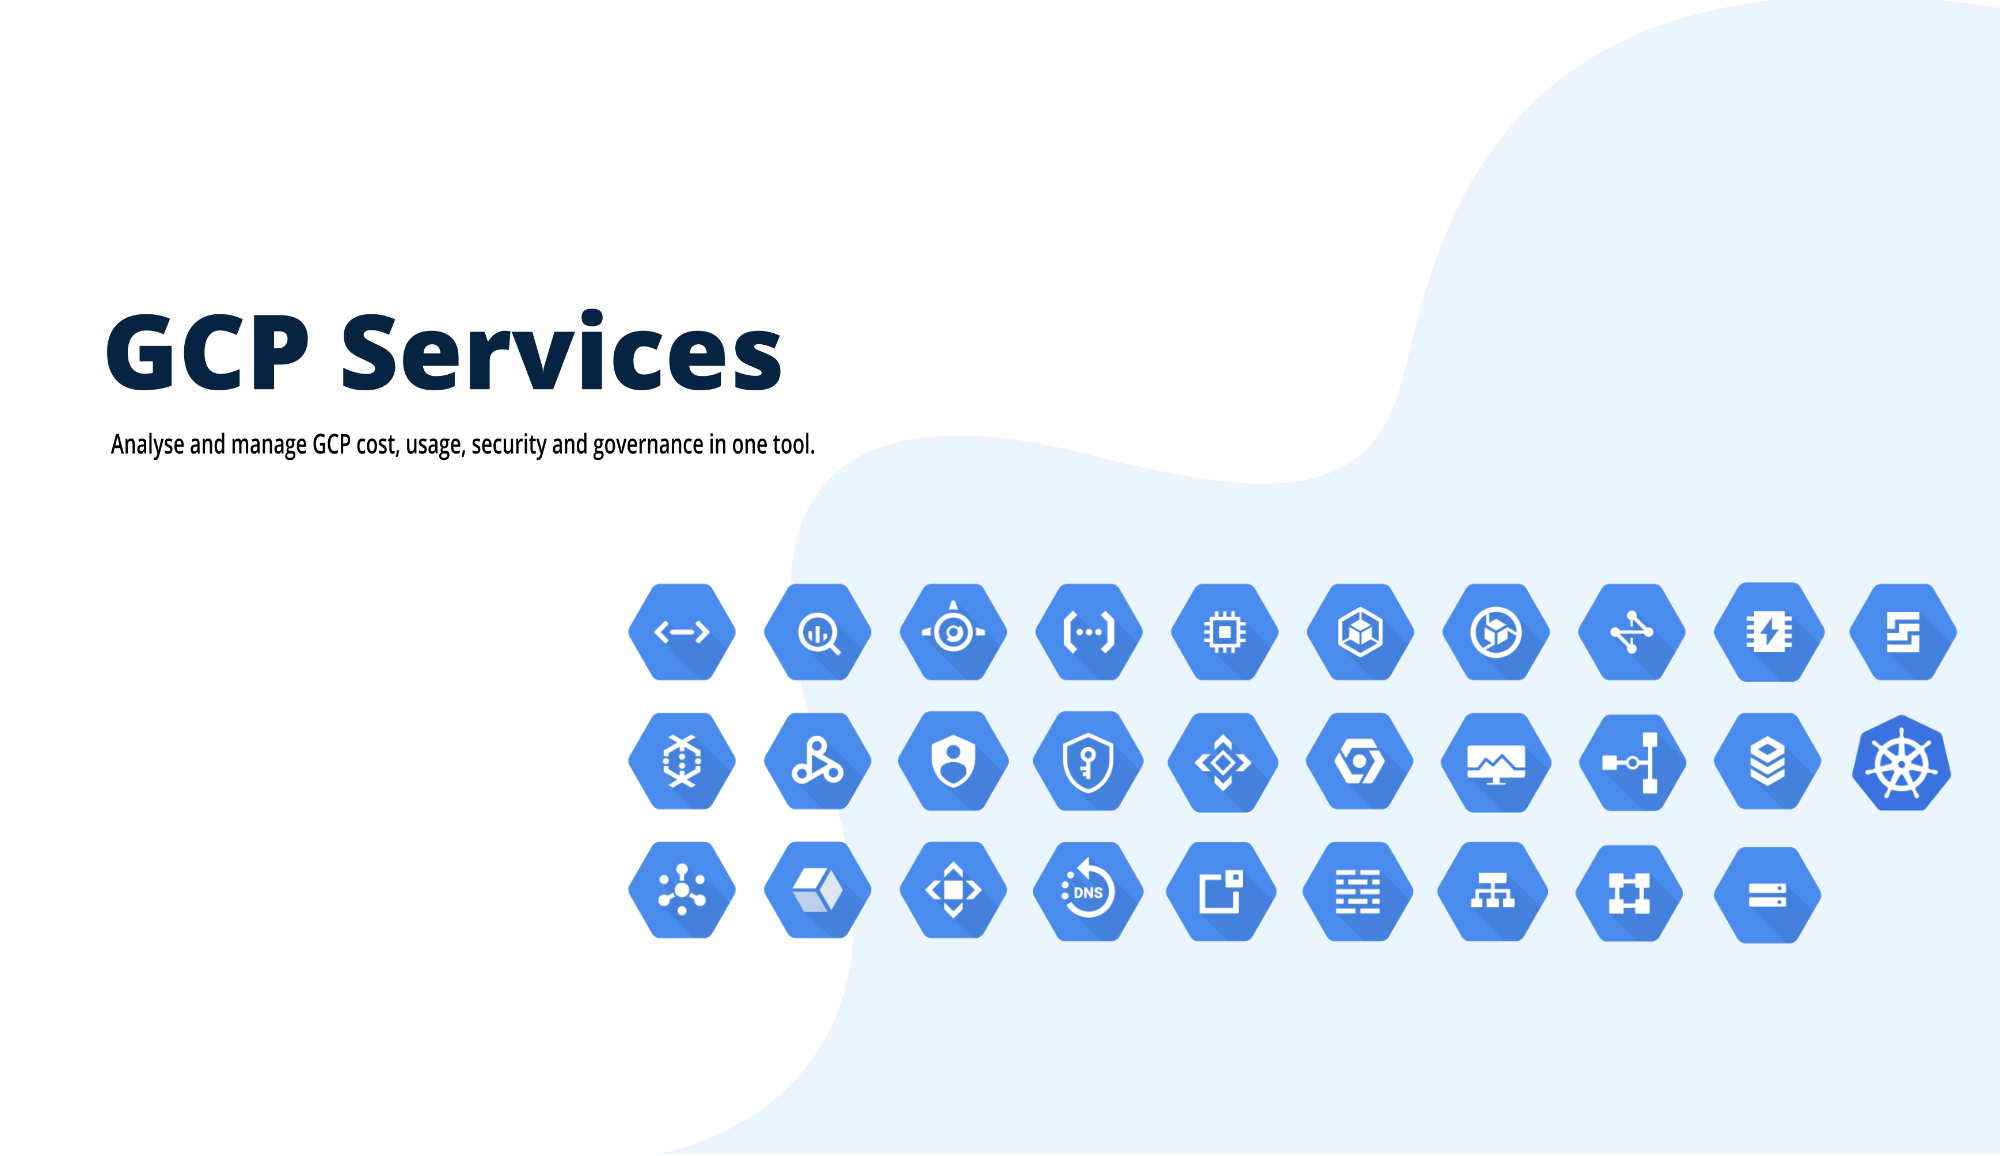 GCP Services
Analyse and manage GCP cost, usage, security and governance in one tool.
DNS